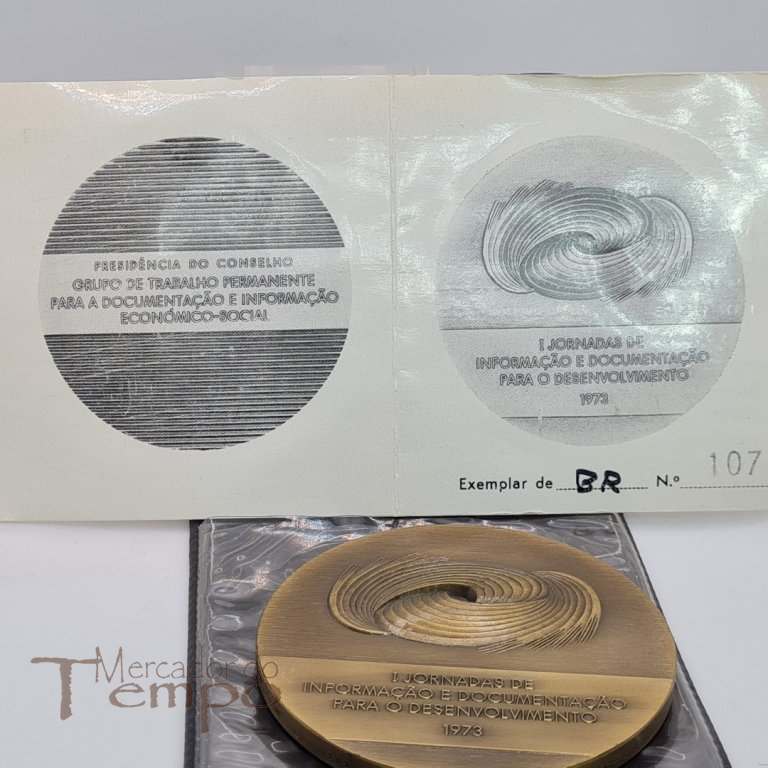 PRESIDÊNCIA DO CONSELHO
GRUPO DE TRABALHO PERMANENTE
PARA A DOCUMENTAÇÃO E INFORMAÇÃO
ECONÓMICO-SOCIAL
I JORNADAS DE
INFORMAÇÃO E DOCUMENTAÇÃO
PARA O DESENVOLVIMENTO
1973
Exemplar de BR N.º 107
I JORNADAS DE
INFORMAÇÃO E DOCUMENTAÇÃO
PARA O DESENVOLVIMENTO
1973
Mercador do
Tempo